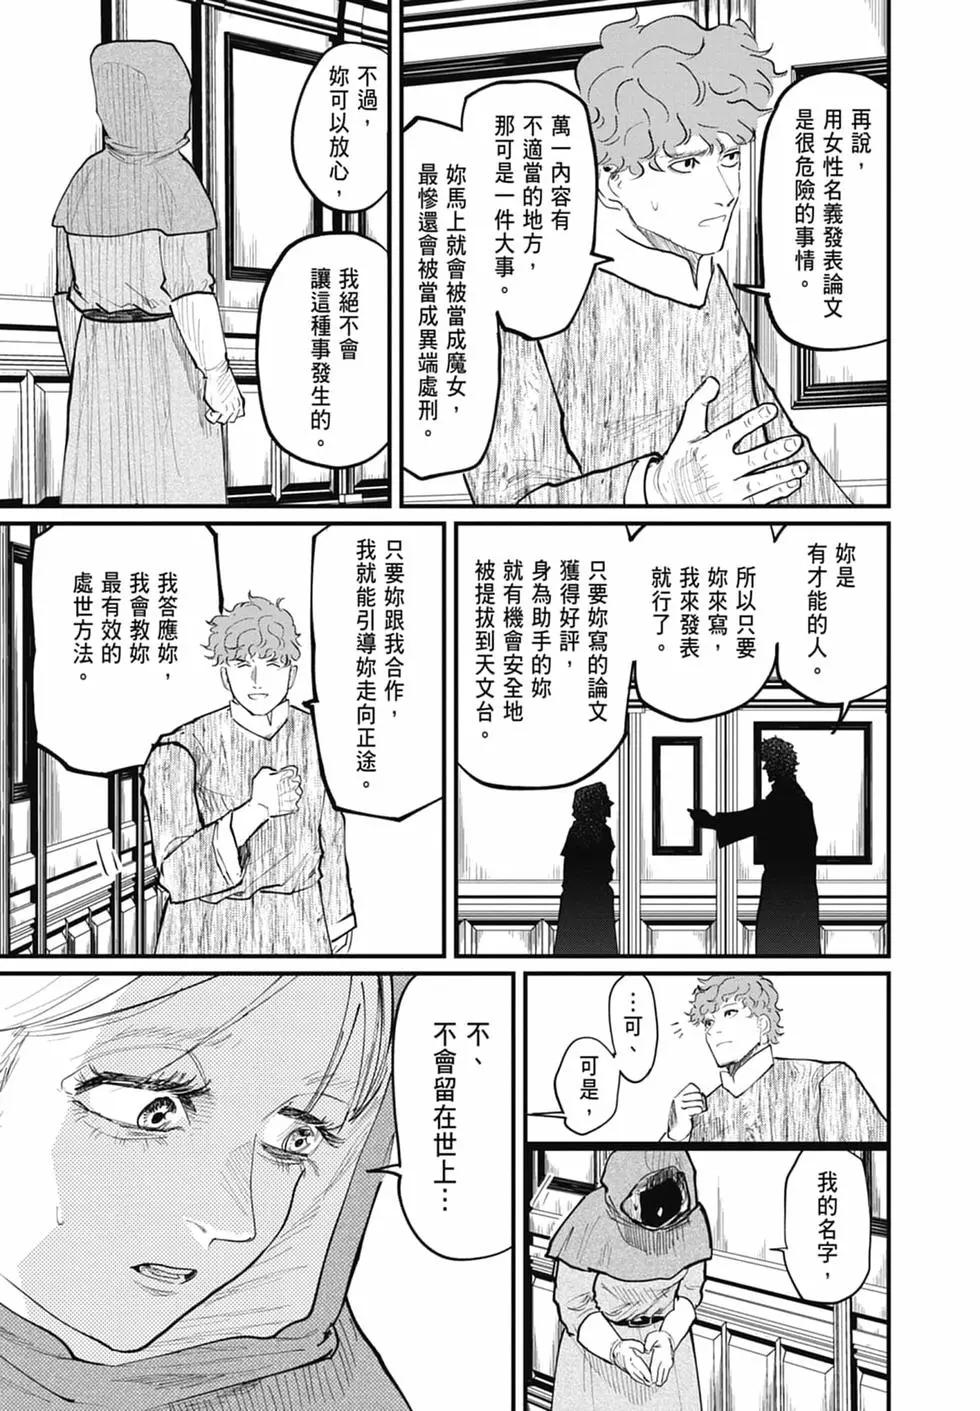 再說，
用女性名義發表論文
是很危險的事情。
萬一內容有
不適當的地方，
那可是一件大事。
妳馬上就會被當成魔女，
最慘還會被當成異端處刑。
不過，
妳可以放心，
我絕不會
讓這種事發生的。
妳是
有才能的人。
所以只要
妳來寫，
我來發表
就行了。
只要妳寫的論文
獲得好評，
身為助手的妳
就有機會安全地
被提拔到天文台。
只要妳跟我合作，
我就能引導妳走向正途。
我答應妳，
我會教妳
最有效的
處世方法。
…可、
可是，
我的名字，
不、
不會留在世上…